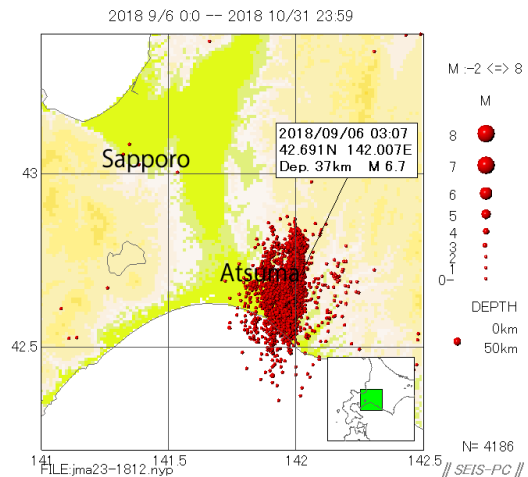 2018 9/6 0:0 -- 2018 10/31 23:59
M :-2 <=> 8
M
8
7
6
5
4
3
2
1
0-
2018/09/06 03:07
42.691N 142.007E
Dep. 37km M 6.7
Sapporo
43
Atsuma
DEPTH
0km
50km
42.5
141
141.5
142
142.5
FILE:jma23-1812.nyp
N= 4186
// SEIS-PC //